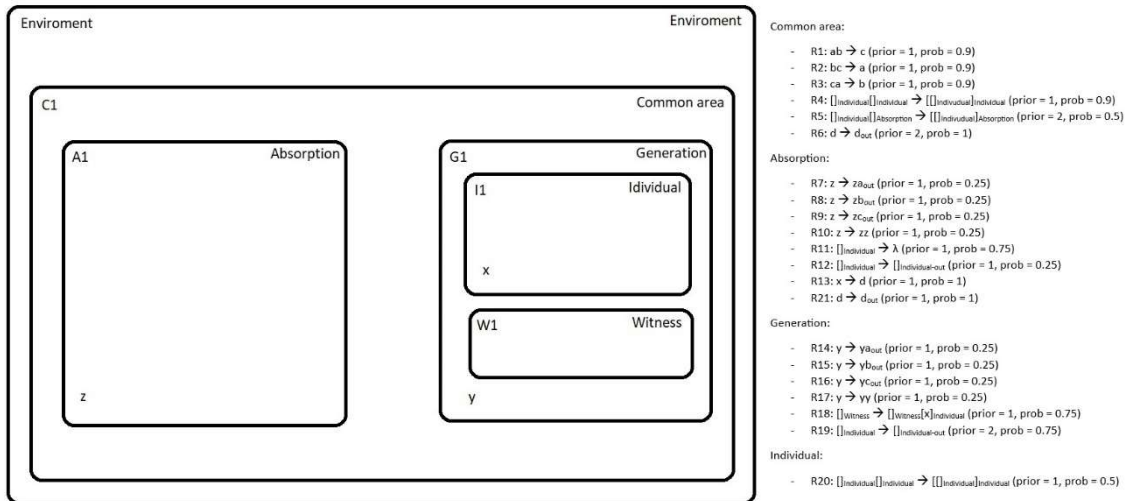 Enviroment
Enviroment
C1
Common area
A1
Absorption
z
G1
Generation
I1
Idividual
x
W1
Witness
y
Common area:
- R1: ab → c (prior = 1, prob = 0.9)
- R2: bc → a (prior = 1, prob = 0.9)
- R3: ca → b (prior = 1, prob = 0.9)
- R4: []Individual[]Individual → [[]Indivudual]Individual (prior = 1, prob = 0.9)
- R5: []Individual[]Absorption → [[]Indivudual]Absorption (prior = 2, prob = 0.5)
- R6: d → dout (prior = 2, prob = 1)
Absorption:
- R7: z → zaout (prior = 1, prob = 0.25)
- R8: z → zbout (prior = 1, prob = 0.25)
- R9: z → zcout (prior = 1, prob = 0.25)
- R10: z → zz (prior = 1, prob = 0.25)
- R11: []Individual → λ (prior = 1, prob = 0.75)
- R12: []Individual → []Individual-out (prior = 1, prob = 0.25)
- R13: x → d (prior = 1, prob = 1)
- R21: d → dout (prior = 1, prob = 1)
Generation:
- R14: y → yaout (prior = 1, prob = 0.25)
- R15: y → ybout (prior = 1, prob = 0.25)
- R16: y → ycout (prior = 1, prob = 0.25)
- R17: y → yy (prior = 1, prob = 0.25)
- R18: []Witness → []Witness[x]Individual (prior = 1, prob = 0.75)
- R19: []Individual → []Individual-out (prior = 2, prob = 0.75)
Individual:
- R20: []Individual[]Individual → [[]Individual]Individual (prior = 1, prob = 0.5)